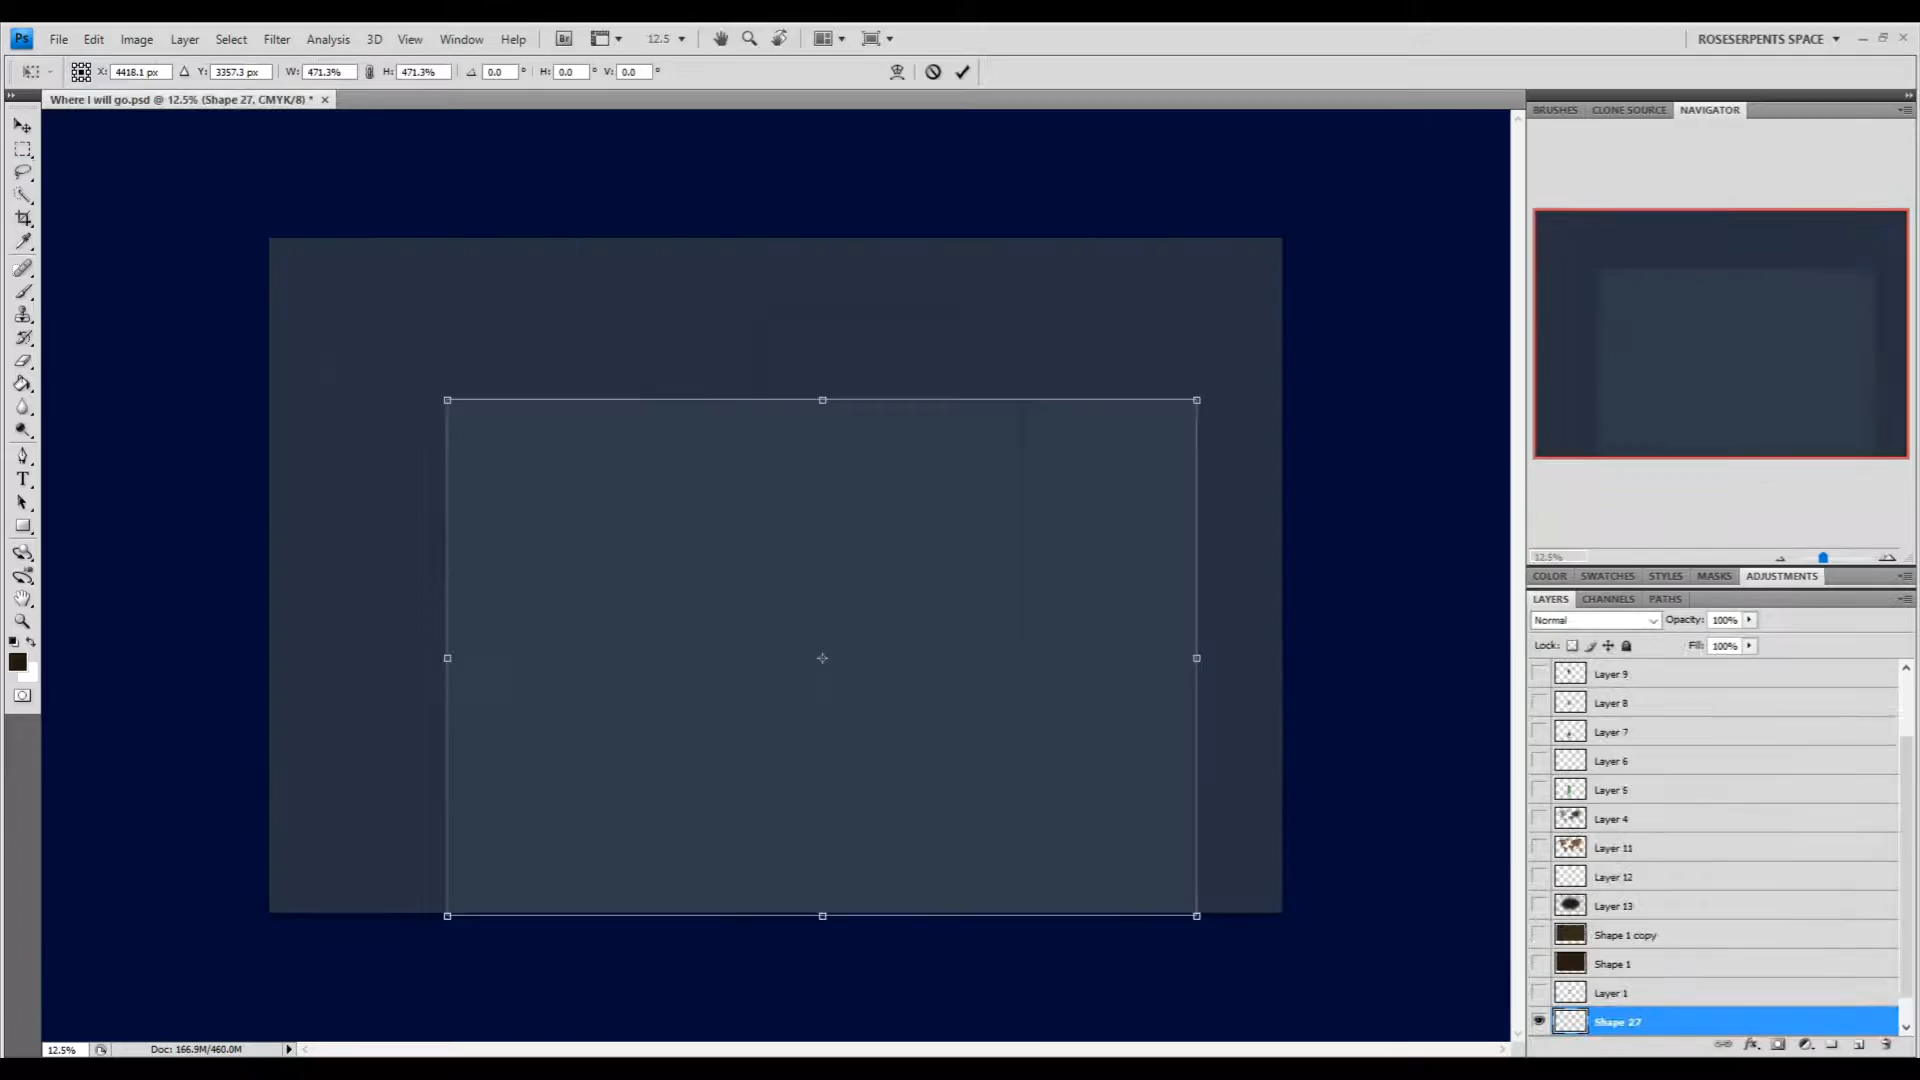 Ps File Edit Image Layer Select Filter Analysis 3D View Window Help Br 12.5 ROSESERPENTS SPACE
X: 4418.1 px Y: 3357.3 px W: 471.3% H: 471.3% 0.0 ° H: 0.0 ° V: 0.0 °
Where I will go.psd @ 12.5% (Shape 27, CMYK/8) *
BRUSHES CLONE SOURCE NAVIGATOR
12.5%
COLOR SWATCHES STYLES MASKS ADJUSTMENTS
LAYERS CHANNELS PATHS
Normal Opacity: 100%
Lock: Fill: 100%
Layer 9
Layer 8
Layer 7
Layer 6
Layer 5
Layer 4
Layer 11
Layer 12
Layer 13
Shape 1 copy
Shape 1
Layer 1
Shape 27
12.5% Doc: 166.9M/460.0M